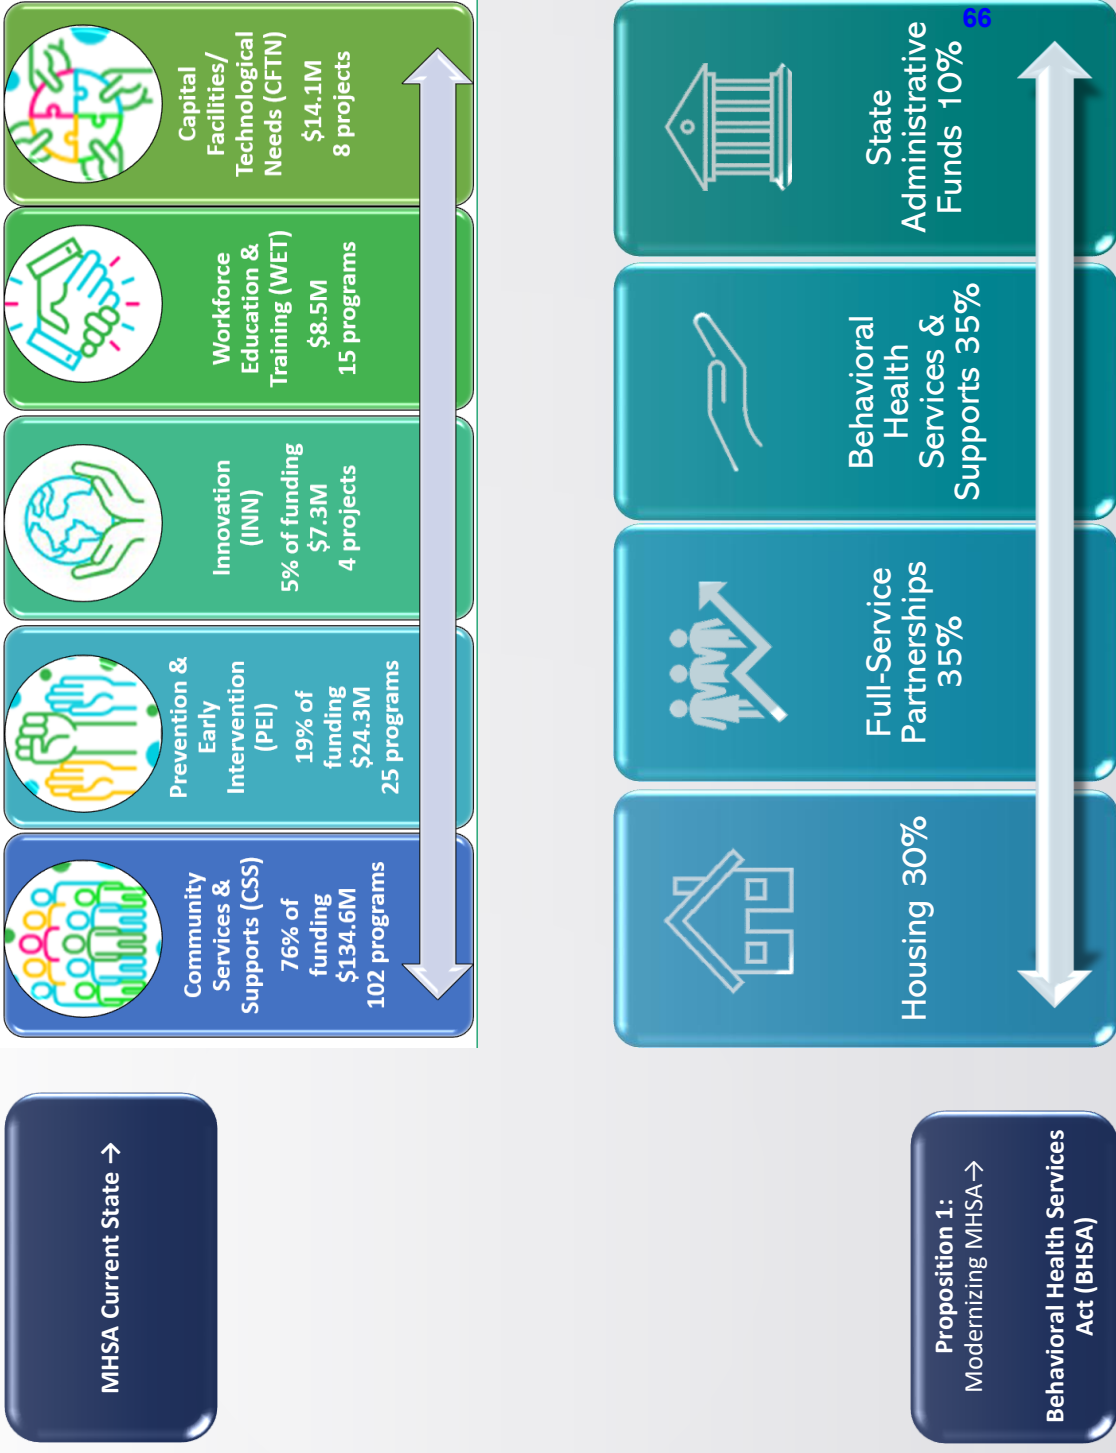 MHSA Current State →
Community
Services &
Supports (CSS)
76% of
funding
$134.6M
102 programs
Prevention &
Early
Intervention
(PEI)
19% of
funding
$24.3M
25 programs
Innovation
(INN)
5% of funding
$7.3M
4 projects
Workforce
Education &
Training (WET)
$8.5M
15 programs
Capital
Facilities/
Technological
Needs (CFTN)
$14.1M
8 projects
Proposition 1:
Modernizing MHSA→
Behavioral Health Services
Act (BHSA)
Housing 30%
Full-Service
Partnerships
35%
Behavioral
Health
Services &
Supports 35%
State
Administrative
Funds 10%
66